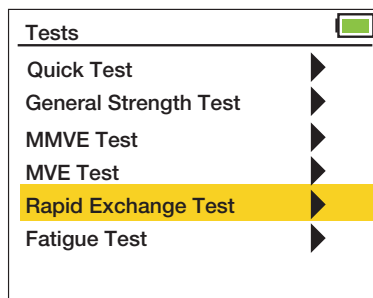 Tests
Quick Test
General Strength Test
MMVE Test
MVE Test
Rapid Exchange Test
Fatigue Test